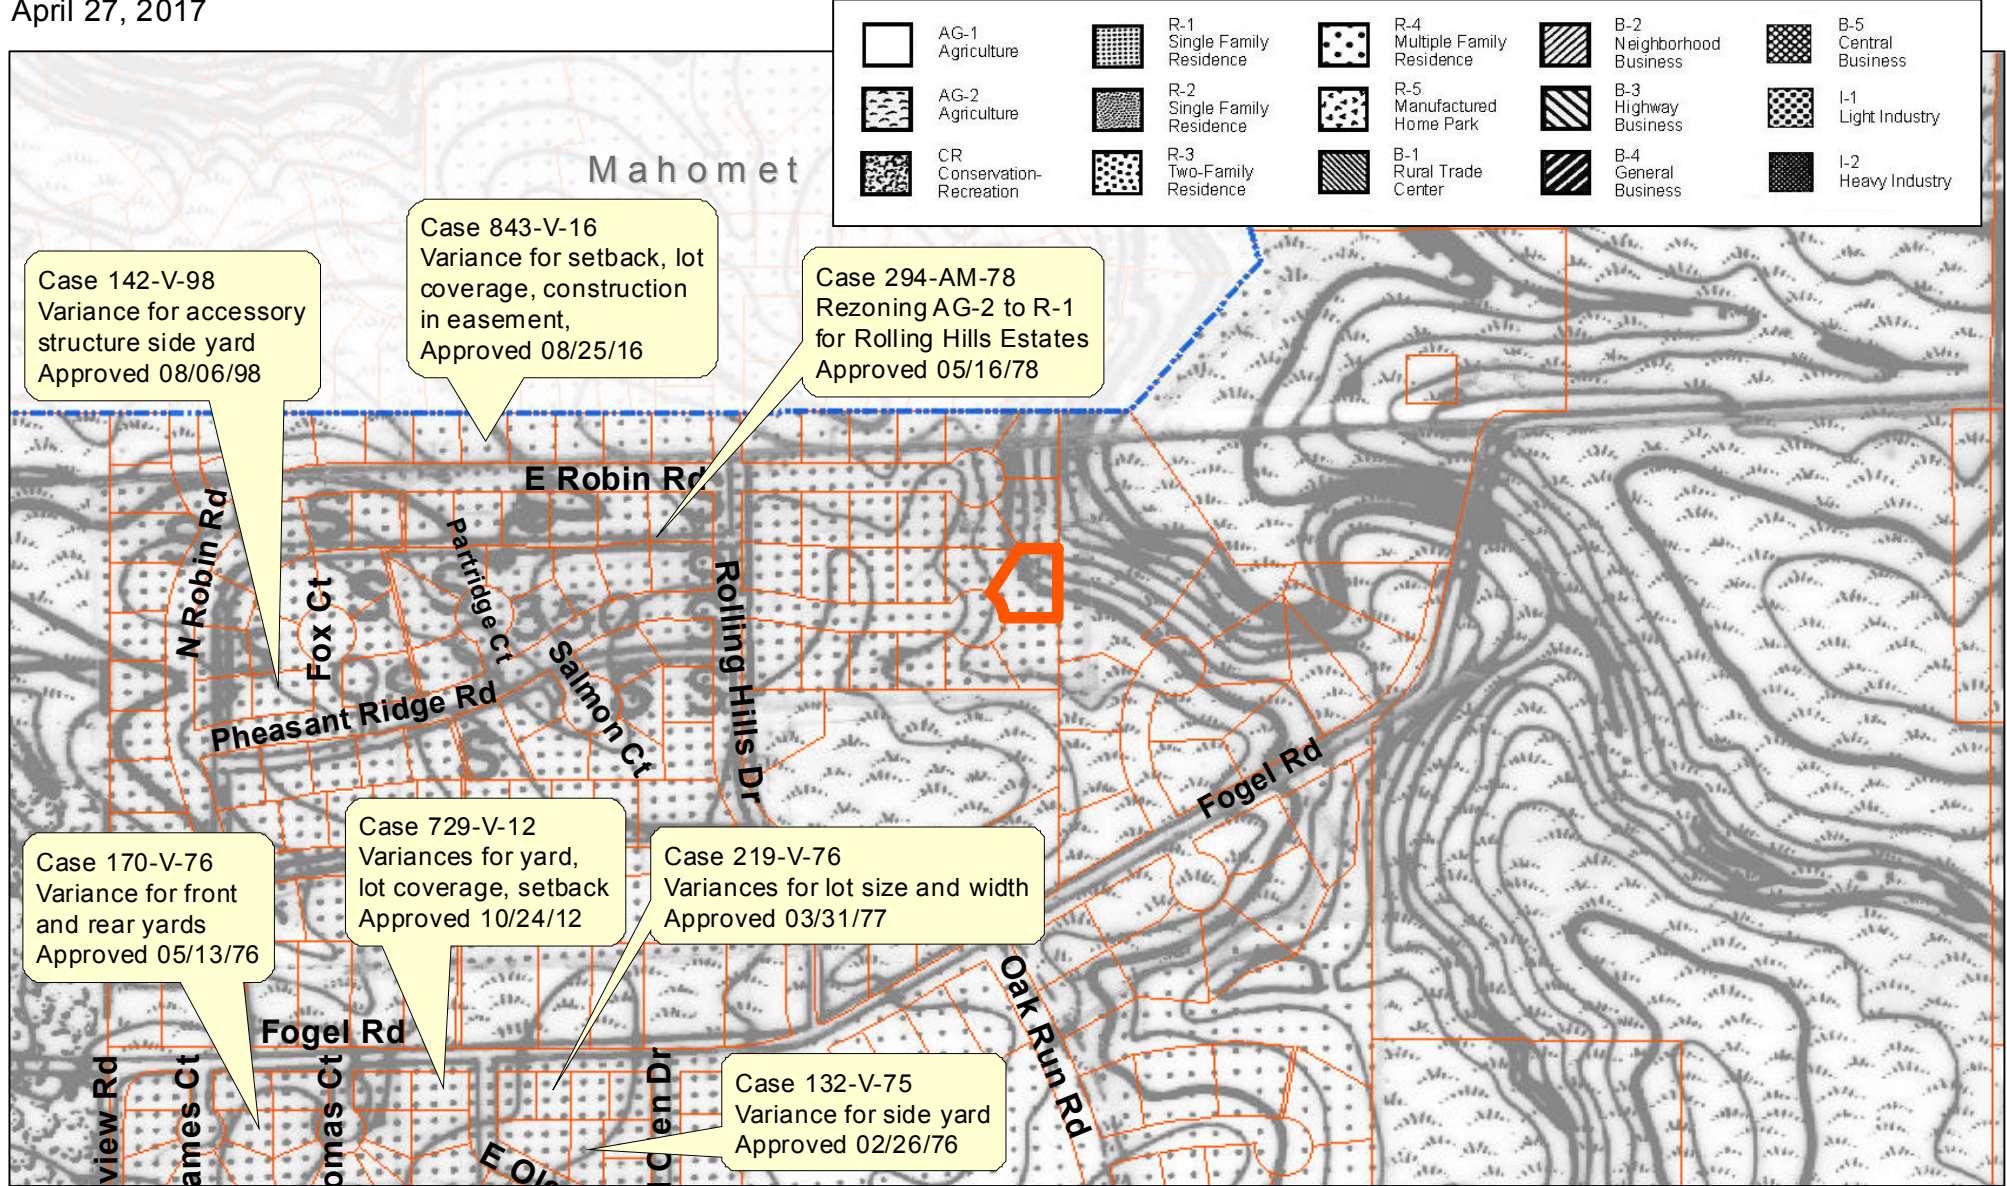 April 27, 2017
AG-1
Agriculture
AG-2
Agriculture
CR
Conservation-
Recreation
R-1
Single Family
Residence
R-2
Single Family
Residence
R-3
Two-Family
Residence
R-4
Multiple Family
Residence
R-5
Manufactured
Home Park
B-1
Rural Trade
Center
B-2
Neighborhood
Business
B-3
Highway
Business
B-4
General
Business
B-5
Central
Business
I-1
Light Industry
I-2
Heavy Industry
Mahomet
Case 142-V-98
Variance for accessory
structure side yard
Approved 08/06/98
Case 843-V-16
Variance for setback, lot
coverage, construction
in easement,
Approved 08/25/16
Case 294-AM-78
Rezoning AG-2 to R-1
for Rolling Hills Estates
Approved 05/16/78
E Robin Rd
N Robin Rd
Fox Ct
Partridge Ct
Salmon Ct
Rolling Hills Dr
Pheasant Ridge Rd
Fogel Rd
Case 170-V-76
Variance for front
and rear yards
Approved 05/13/76
Case 729-V-12
Variances for yard,
lot coverage, setback
Approved 10/24/12
Case 219-V-76
Variances for lot size and width
Approved 03/31/77
Case 132-V-75
Variance for side yard
Approved 02/26/76
Fogel Rd
Oak Run Rd
view Rd
ames Ct
omas Ct
en Dr
E Ol